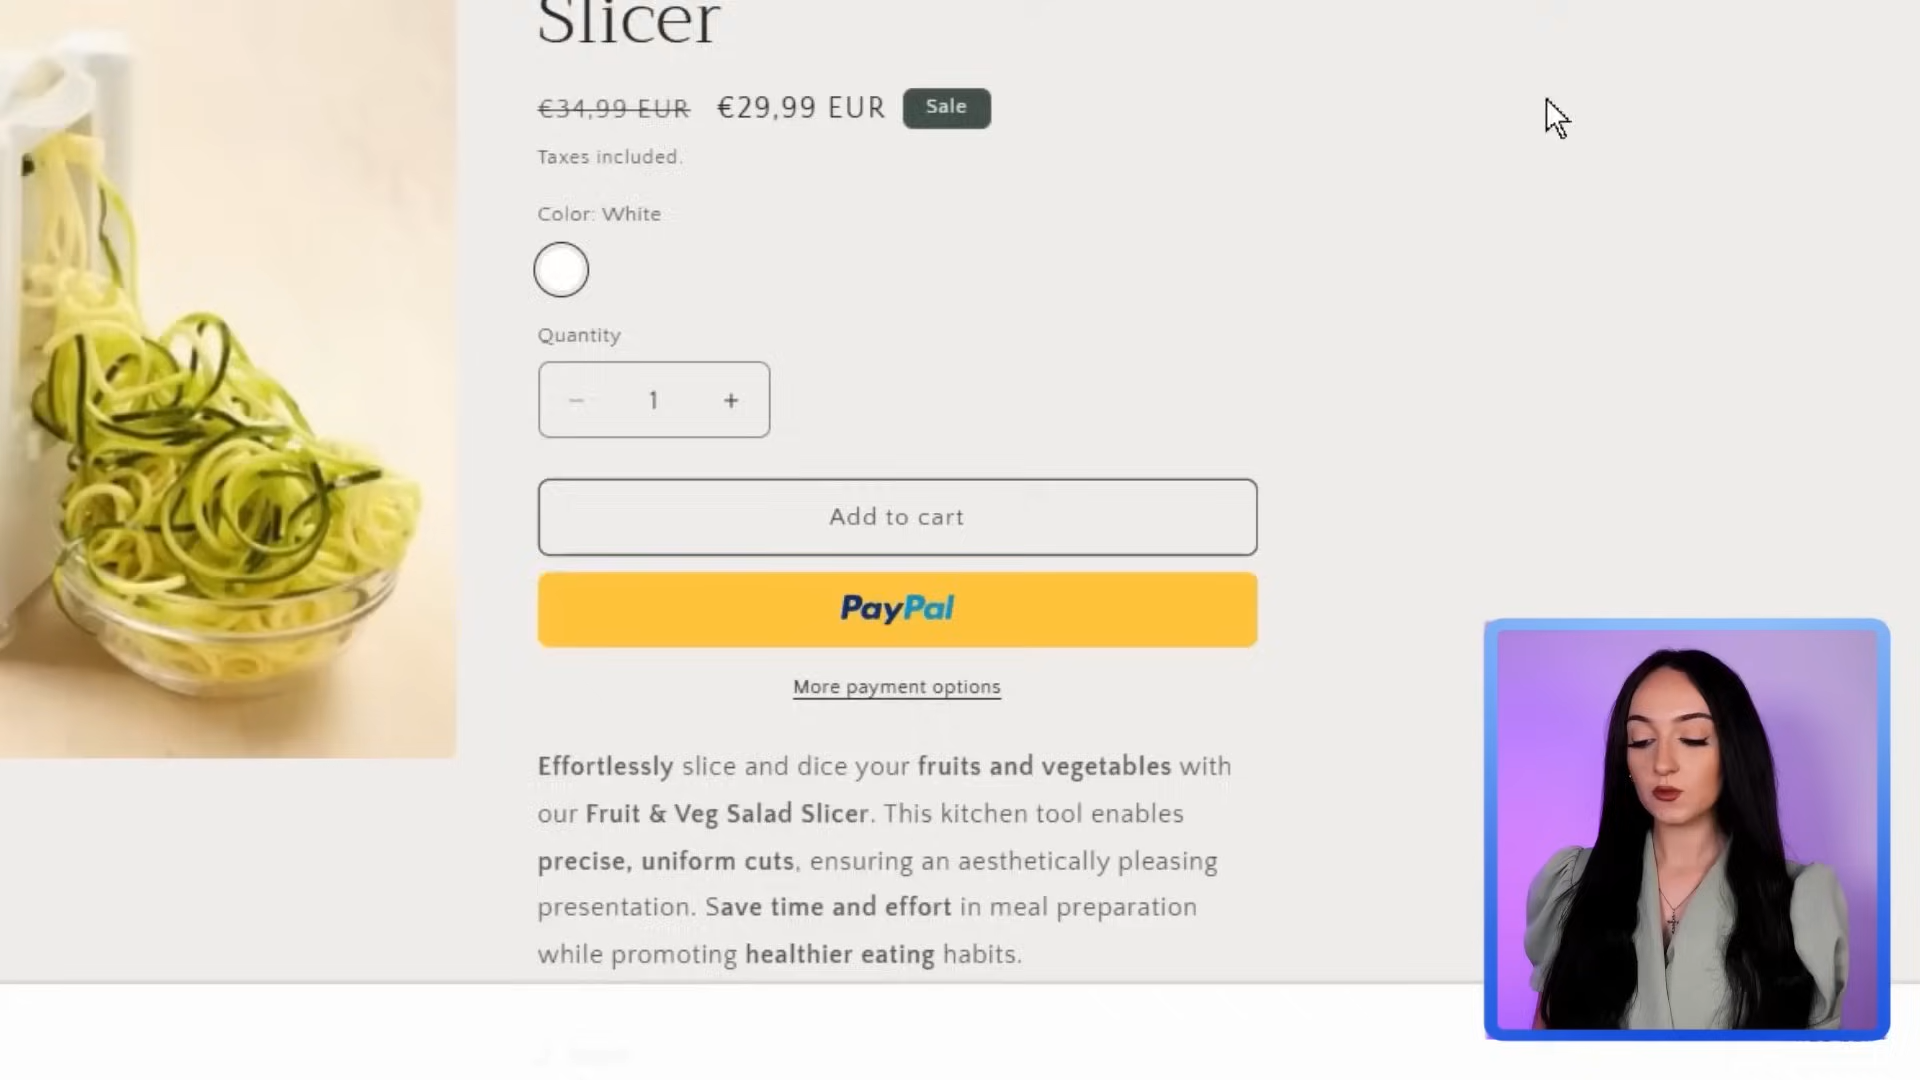 Slicer
€34,99 EUR €29,99 EUR Sale
Taxes included.
Color: White
Quantity
− 1 +
Add to cart
PayPal
More payment options
Effortlessly slice and dice your fruits and vegetables with
our Fruit & Veg Salad Slicer. This kitchen tool enables
precise, uniform cuts, ensuring an aesthetically pleasing
presentation. Save time and effort in meal preparation
while promoting healthier eating habits.